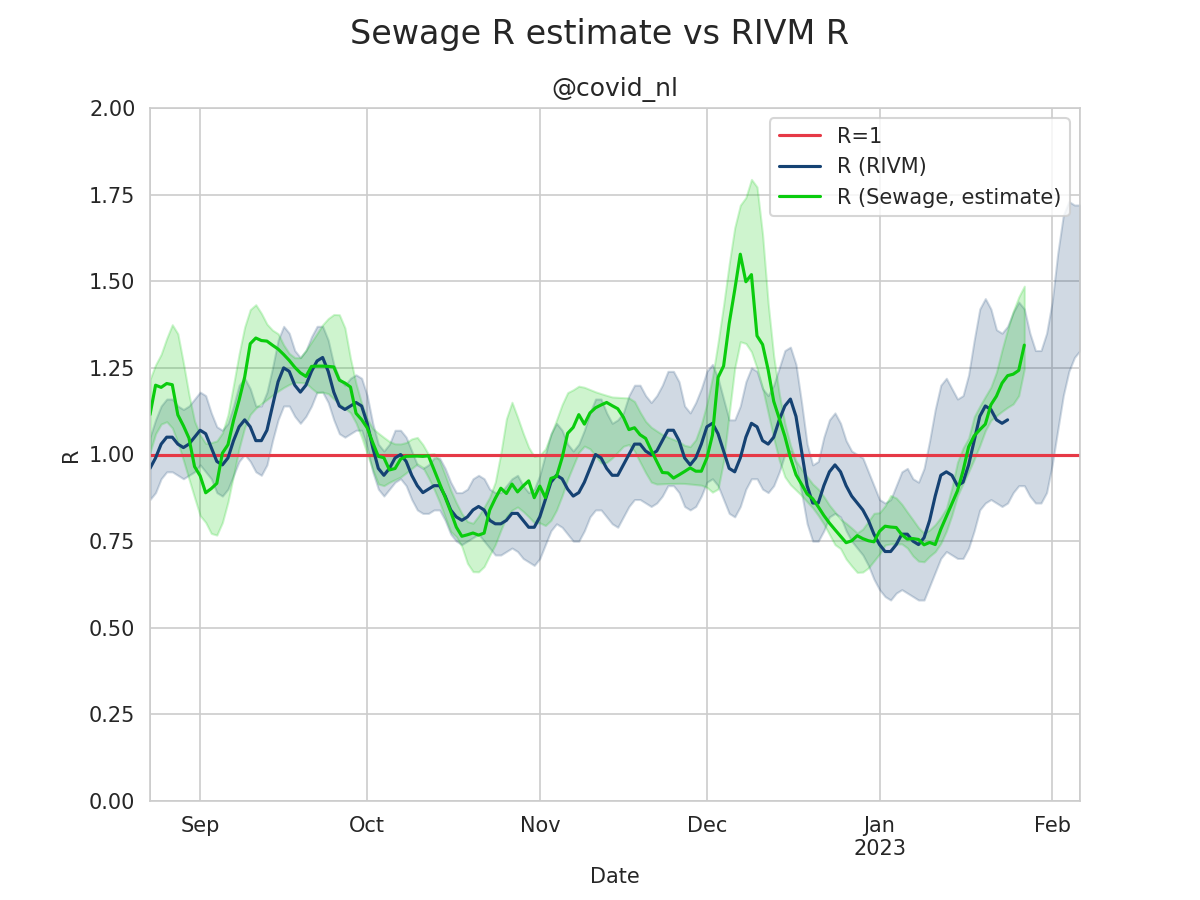 Sewage R estimate vs RIVM R
@covid_nl
R=1
R (RIVM)
R (Sewage, estimate)
2.00
1.75
1.50
1.25
1.00
0.75
0.50
0.25
0.00
R
Sep Oct Nov Dec Jan Feb
2023
Date